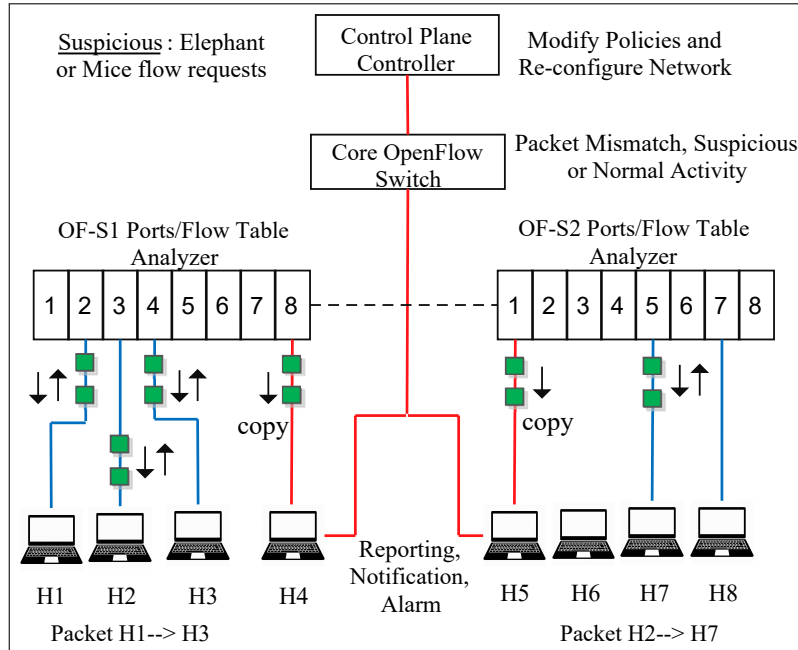 Suspicious : Elephant
or Mice flow requests
Control Plane
Controller
Modify Policies and
Re-configure Network
Core OpenFlow
Switch
Packet Mismatch, Suspicious
or Normal Activity
OF-S1 Ports/Flow Table
Analyzer
OF-S2 Ports/Flow Table
Analyzer
1 2 3 4 5 6 7 8
1 2 3 4 5 6 7 8
copy
copy
Reporting,
Notification,
Alarm
H1 H2 H3 H4
H5 H6 H7 H8
Packet H1--> H3
Packet H2--> H7